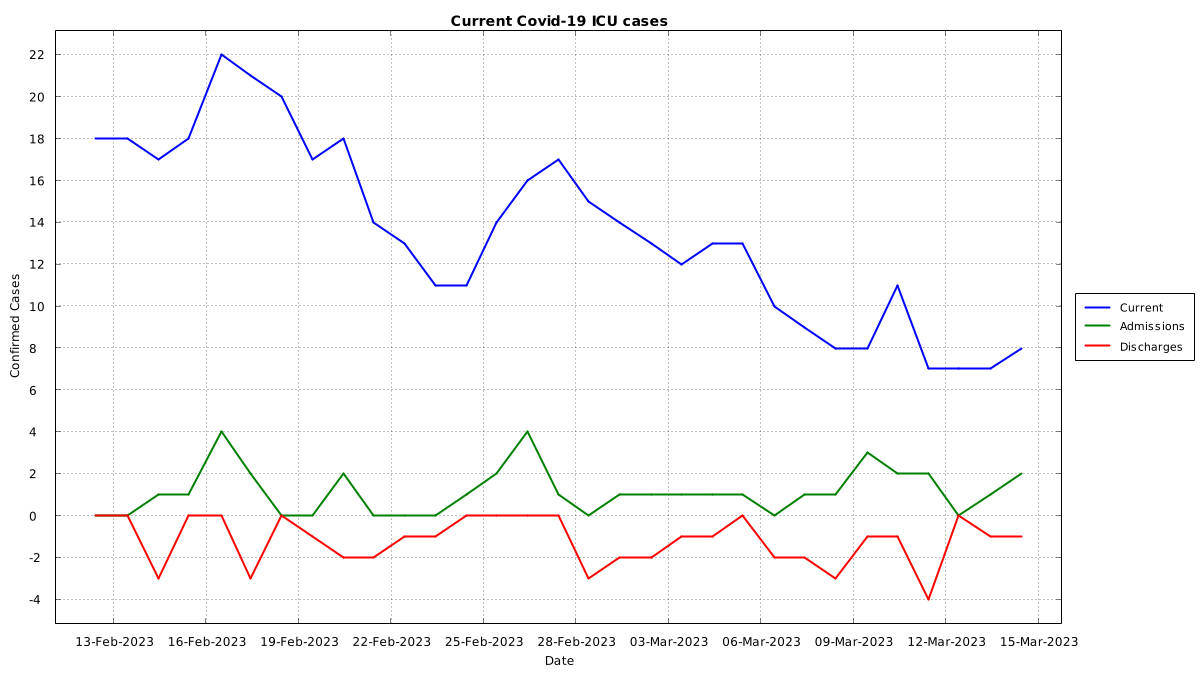 Current Covid-19 ICU cases
Confirmed Cases
22
20
18
16
14
12
10
8
6
4
2
0
-2
-4
13-Feb-2023 16-Feb-2023 19-Feb-2023 22-Feb-2023 25-Feb-2023 28-Feb-2023 03-Mar-2023 06-Mar-2023 09-Mar-2023 12-Mar-2023 15-Mar-2023
Date
Current
Admissions
Discharges